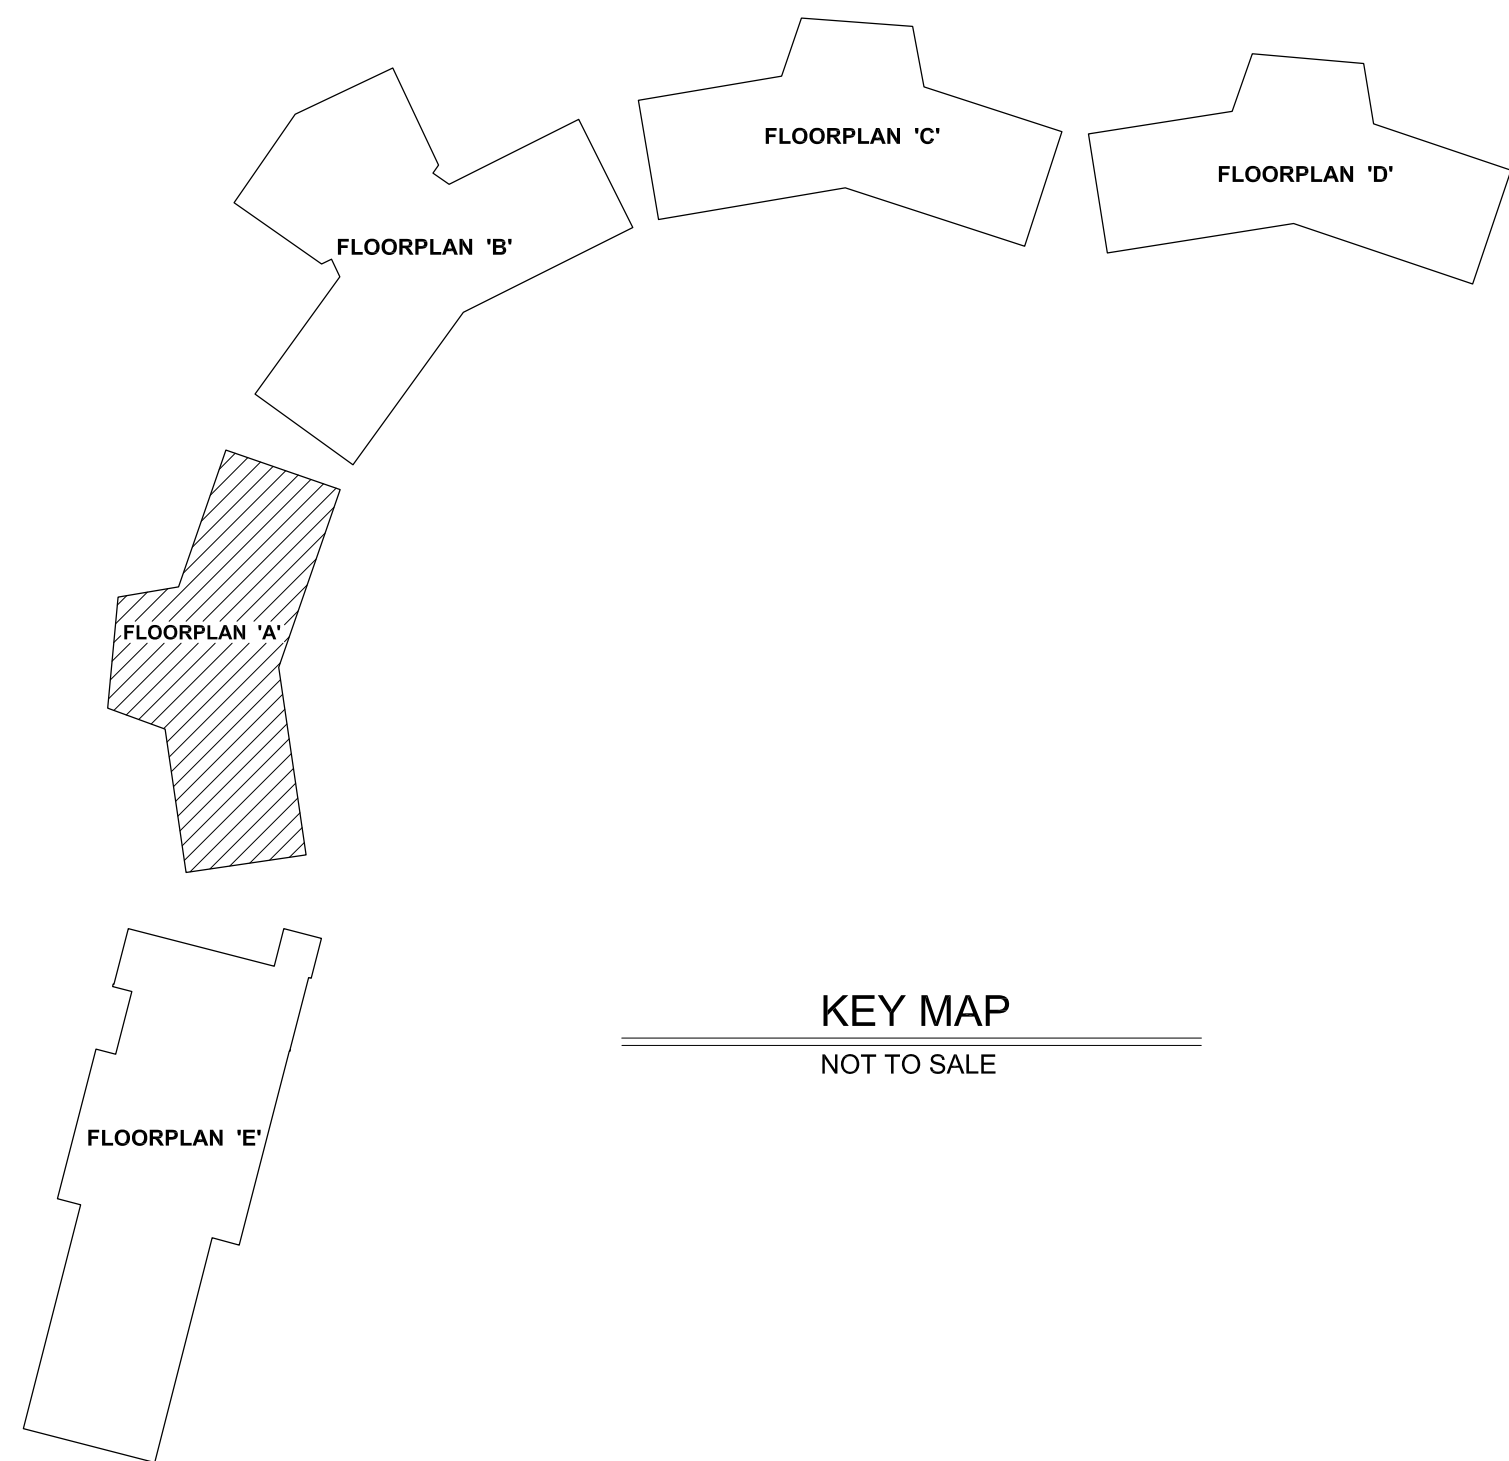 FLOORPLAN 'C'
FLOORPLAN 'D'
FLOORPLAN 'B'
FLOORPLAN 'A'
KEY MAP
NOT TO SALE
FLOORPLAN 'E'